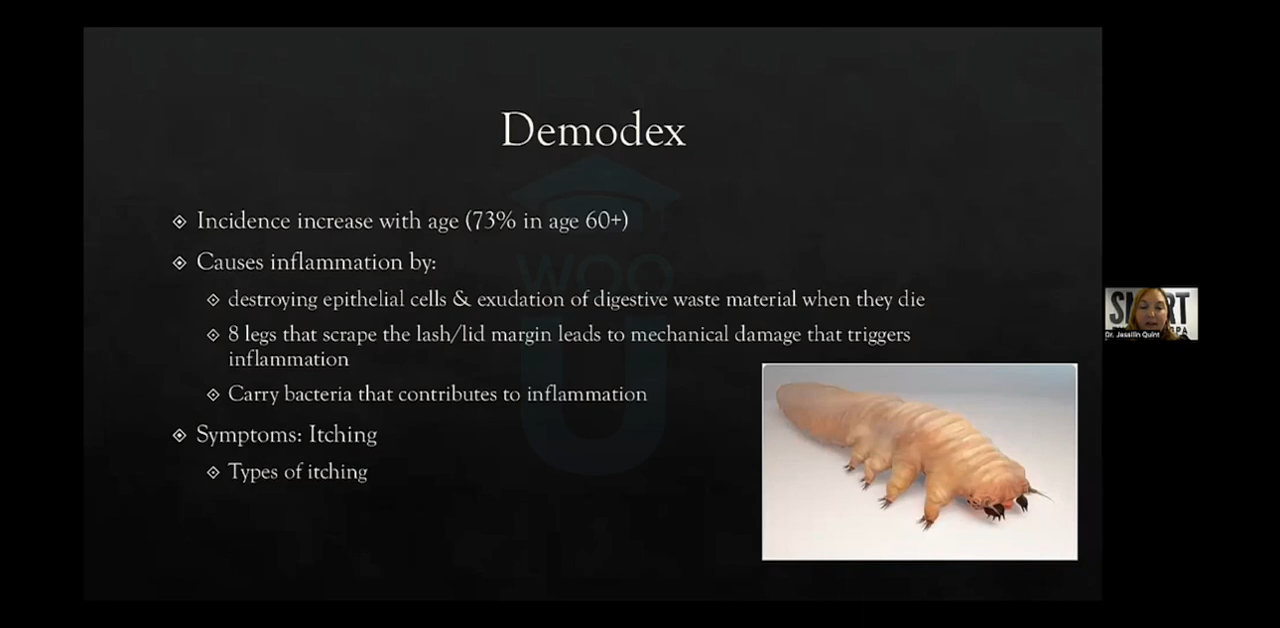 Demodex
Incidence increase with age (73% in age 60+)
Causes inflammation by:
destroying epithelial cells & exudation of digestive waste material when they die
8 legs that scrape the lash/lid margin leads to mechanical damage that triggers
inflammation
Carry bacteria that contributes to inflammation
Symptoms: Itching
Types of itching
WOO
U
Dr. Jasailin Quint